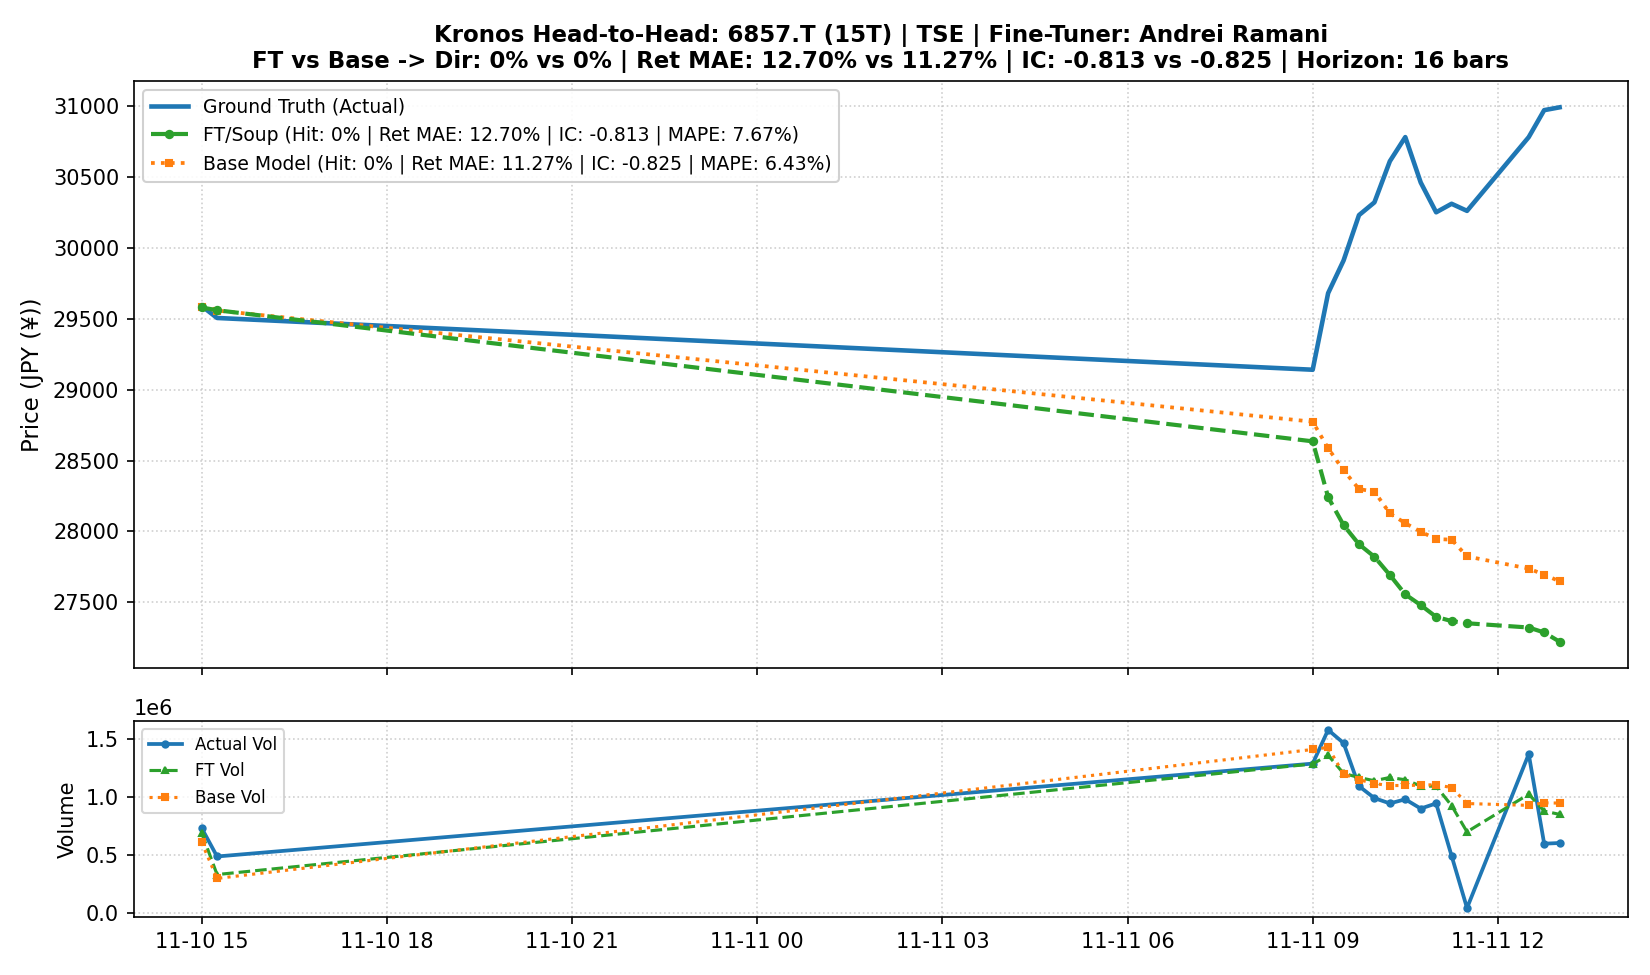 Kronos Head-to-Head: 6857.T (15T) | TSE | Fine-Tuner: Andrei Ramani
FT vs Base -> Dir: 0% vs 0% | Ret MAE: 12.70% vs 11.27% | IC: -0.813 vs -0.825 | Horizon: 16 bars
Ground Truth (Actual)
FT/Soup (Hit: 0% | Ret MAE: 12.70% | IC: -0.813 | MAPE: 7.67%)
Base Model (Hit: 0% | Ret MAE: 11.27% | IC: -0.825 | MAPE: 6.43%)
Price (JPY (¥))
31000
30500
30000
29500
29000
28500
28000
27500
1e6
Actual Vol
FT Vol
Base Vol
Volume
1.5
1.0
0.5
0.0
11-10 15
11-10 18
11-10 21
11-11 00
11-11 03
11-11 06
11-11 09
11-11 12